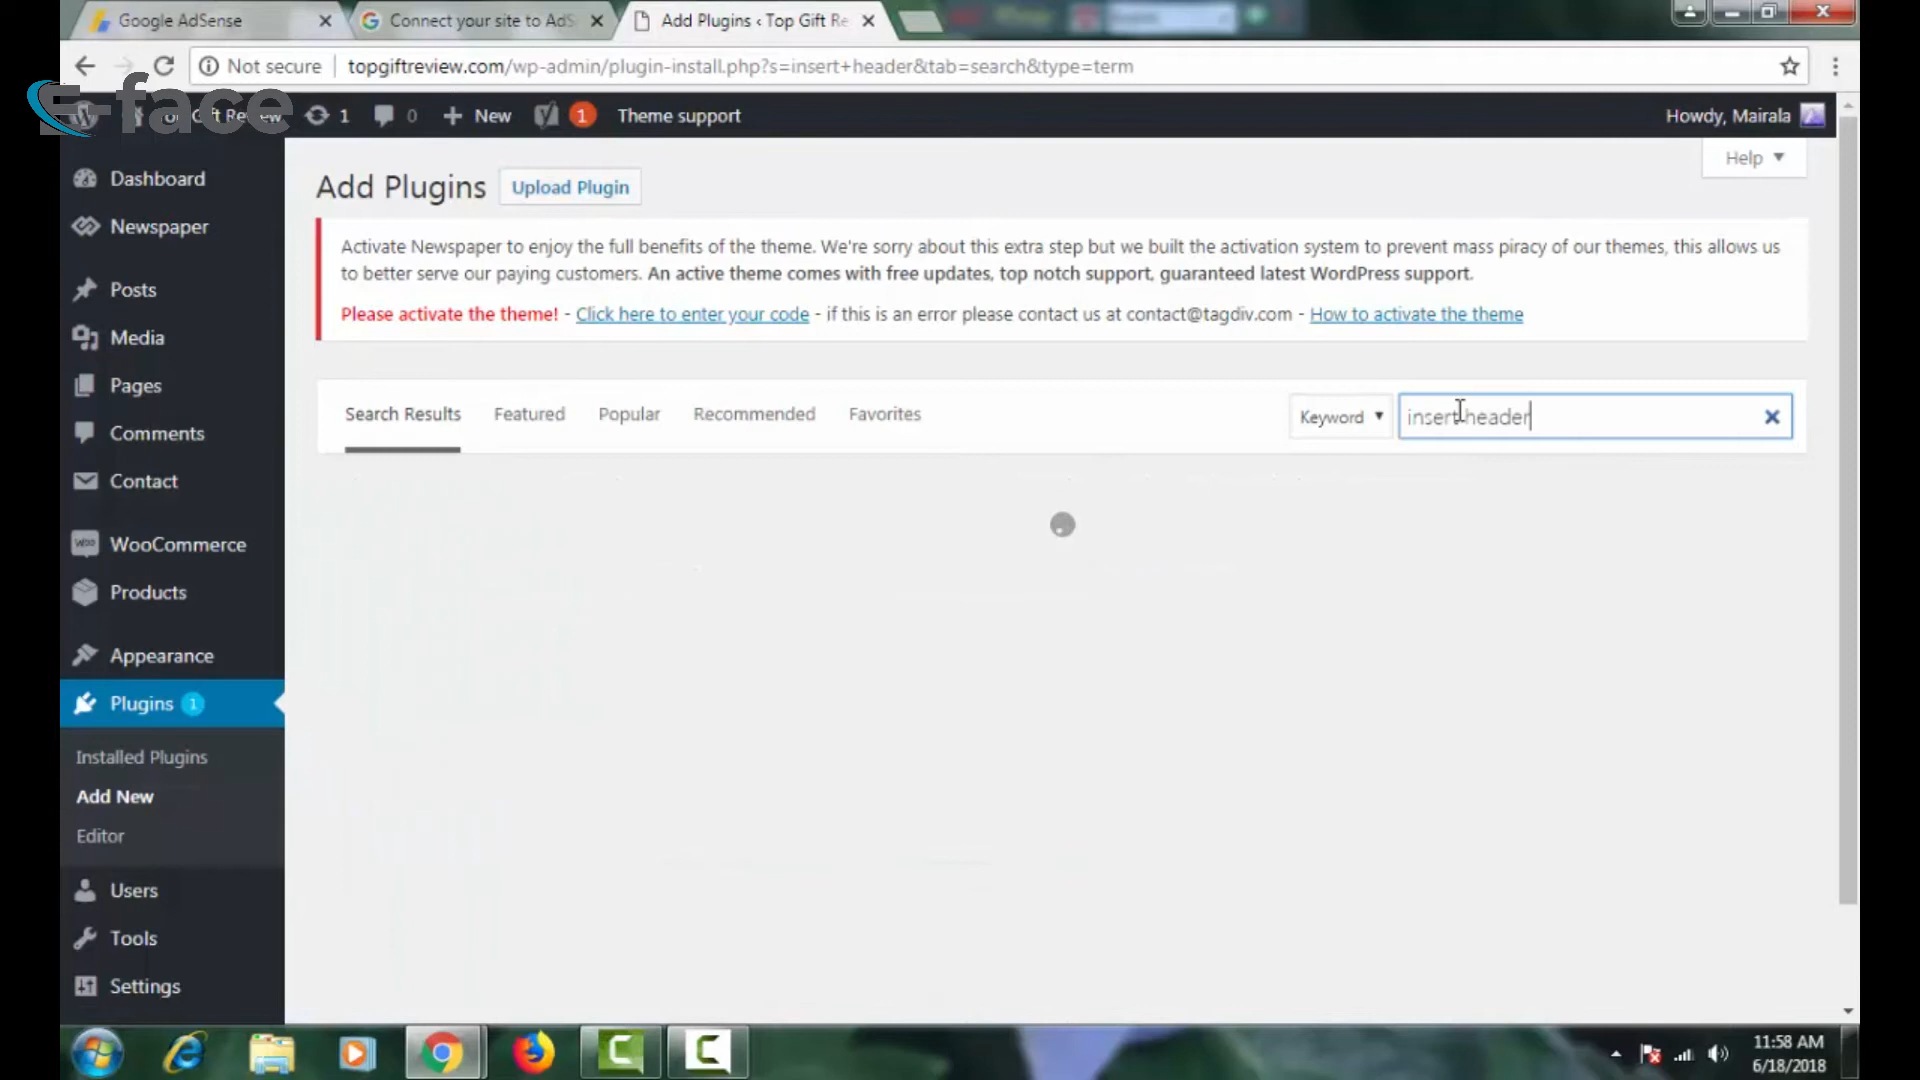 Google AdSense
Connect your site to AdS
Add Plugins ‹ Top Gift Re
Not secure
topgiftreview.com/wp-admin/plugin-install.php?s=insert+header&tab=search&type=term
E-face
Gift Review
1
0
New
1
Theme support
Howdy, Mairala
Help
Add Plugins
Upload Plugin
Activate Newspaper to enjoy the full benefits of the theme. We're sorry about this extra step but we built the activation system to prevent mass piracy of our themes, this allows us
to better serve our paying customers. An active theme comes with free updates, top notch support, guaranteed latest WordPress support.
Please activate the theme! - Click here to enter your code - if this is an error please contact us at contact@tagdiv.com - How to activate the theme
Search Results
Featured
Popular
Recommended
Favorites
Keyword
insert header
Dashboard
Newspaper
Posts
Media
Pages
Comments
Contact
WooCommerce
Products
Appearance
Plugins 1
Installed Plugins
Add New
Editor
Users
Tools
Settings
11:58 AM
6/18/2018